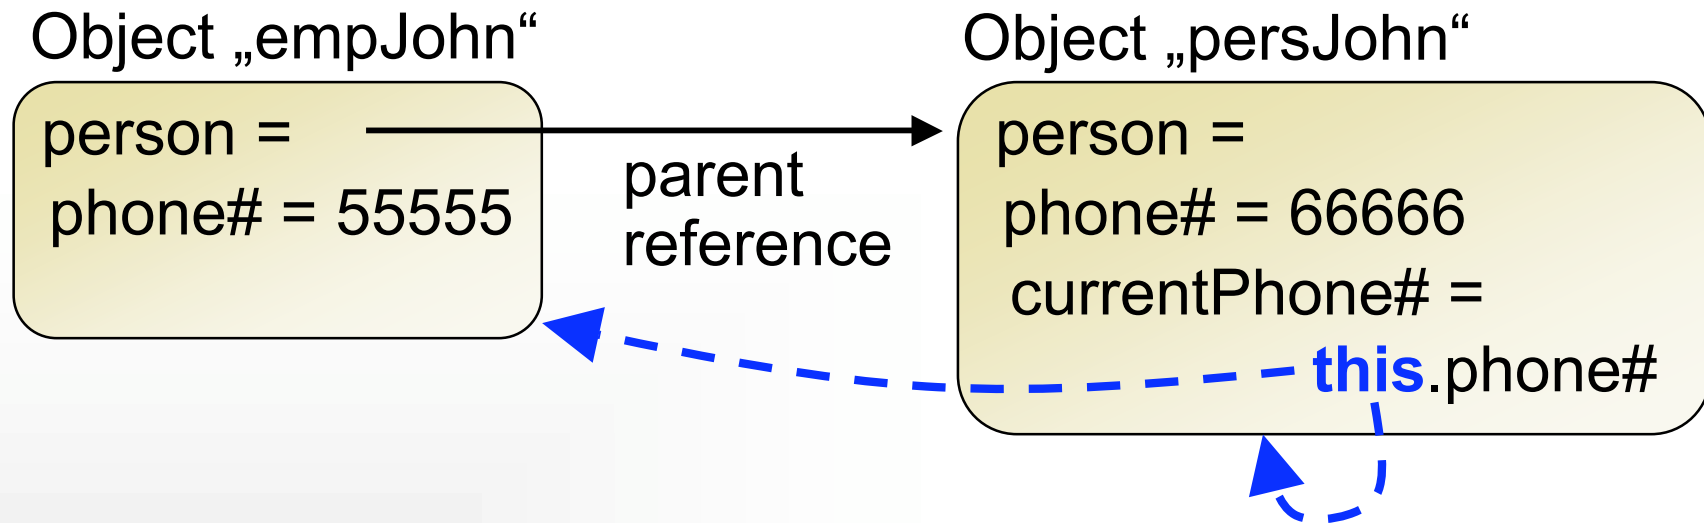 Object „empJohn“
person =
phone# = 55555
parent
reference
Object „persJohn“
person =
phone# = 66666
currentPhone# =
this.phone#